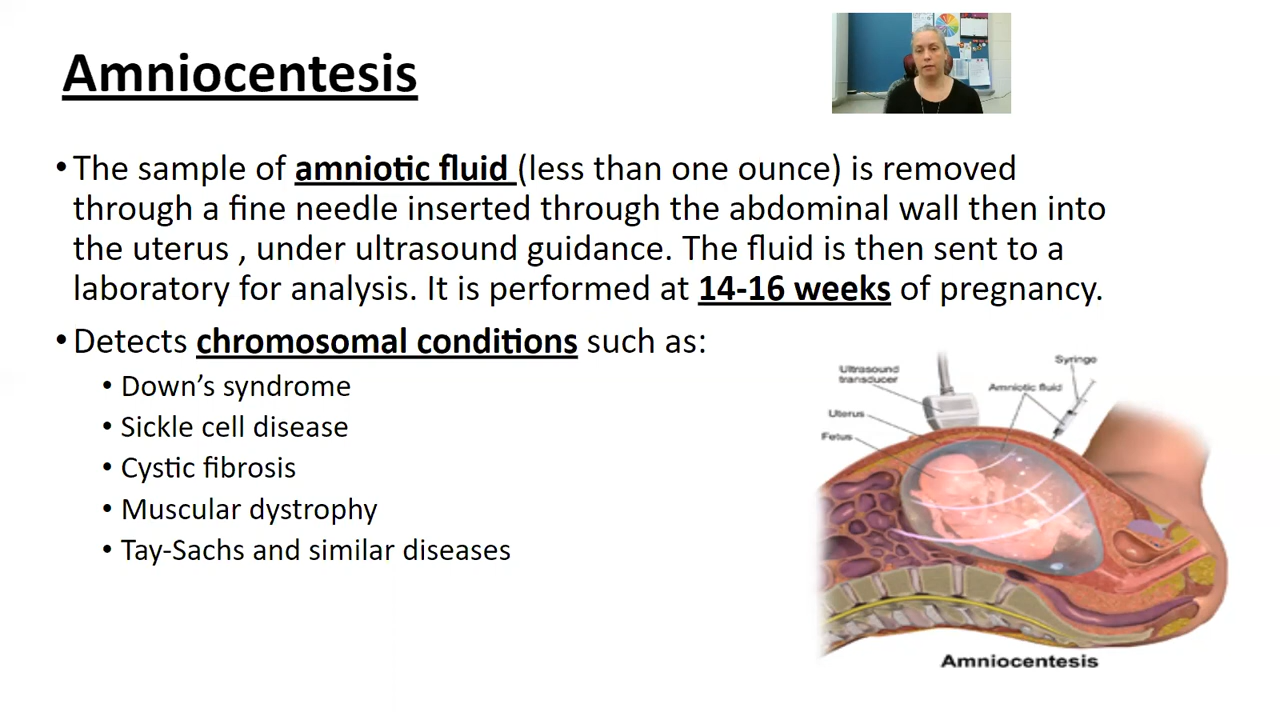 Amniocentesis
• The sample of amniotic fluid (less than one ounce) is removed
through a fine needle inserted through the abdominal wall then into
the uterus , under ultrasound guidance. The fluid is then sent to a
laboratory for analysis. It is performed at 14-16 weeks of pregnancy.
• Detects chromosomal conditions such as:
• Down’s syndrome
• Sickle cell disease
• Cystic fibrosis
• Muscular dystrophy
• Tay-Sachs and similar diseases
Syringe
Ultrasound
transducer
Amniotic fluid
Uterus
Fetus
Amniocentesis